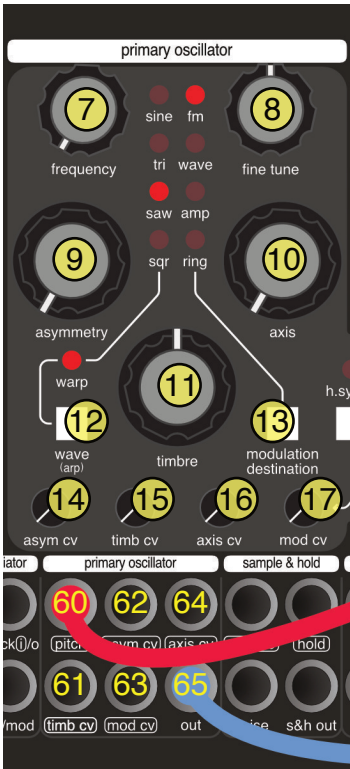 primary oscillator
7
8
sine fm
frequency
tri wave
fine tune
saw amp
9
10
sqr ring
asymmetry
axis
warp
11
h.sy
12
13
wave
(arp)
timbre
modulation
destination
14 15 16 17
asym cv timb cv axis cv mod cv
iator primary oscillator sample & hold
60 62 64
ck(i)/o pitch asym cv axis cv hold
61 63 65
/mod timb cv mod cv out s&h out